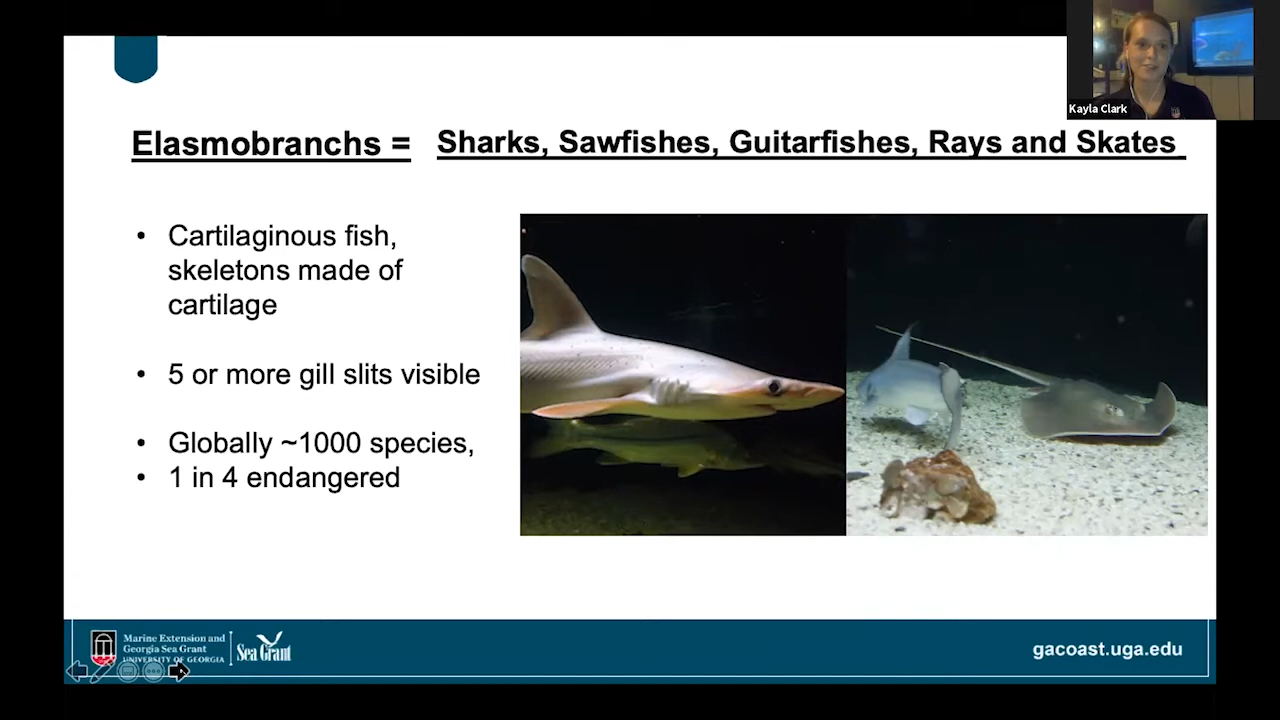 Kayla Clark
Elasmobranchs = Sharks, Sawfishes, Guitarfishes, Rays and Skates
• Cartilaginous fish,
skeletons made of
cartilage
• 5 or more gill slits visible
• Globally ~1000 species,
• 1 in 4 endangered
Marine Extension and
Georgia Sea Grant
UNIVERSITY OF GEORGIA
Sea Grant
gacoast.uga.edu